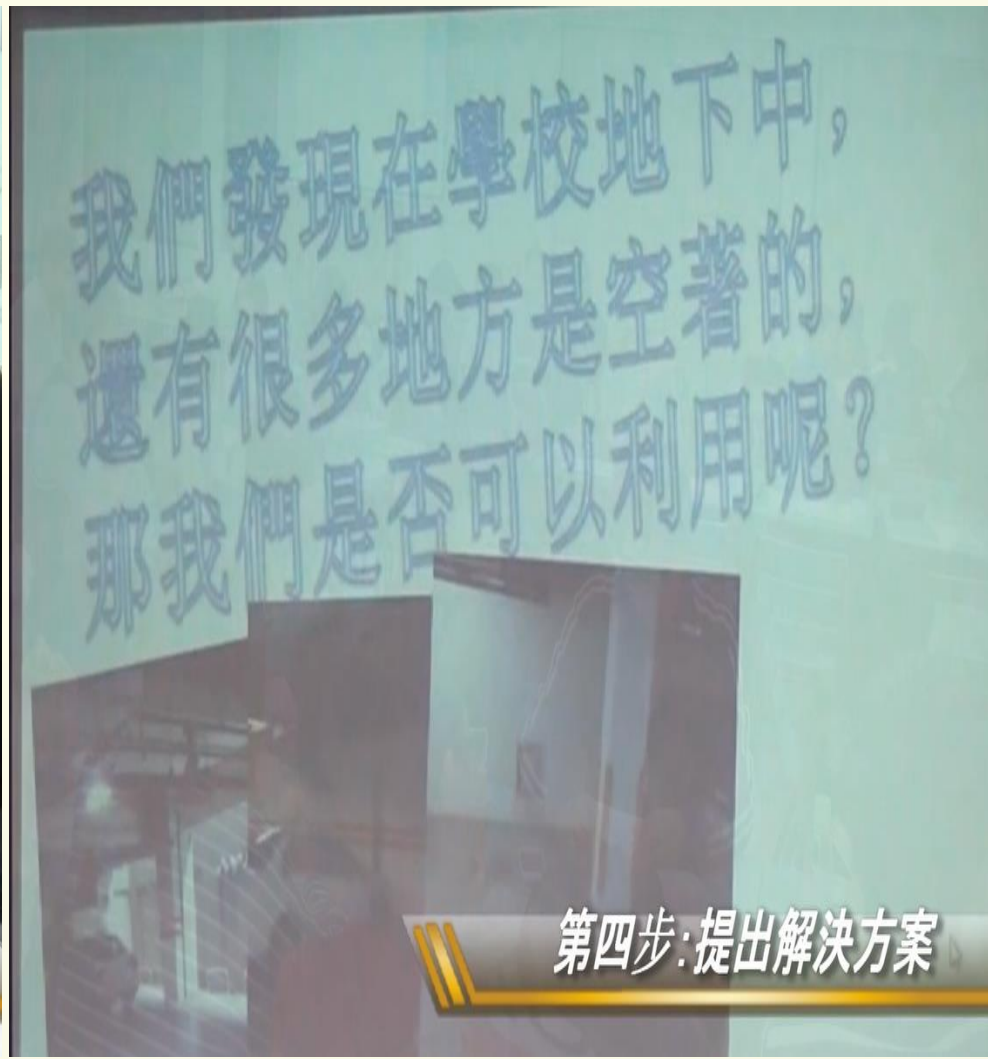 我們發現在學校地下中，
還有很多地方是空著的，
那我們是否可以利用呢？
第四步:提出解決方案